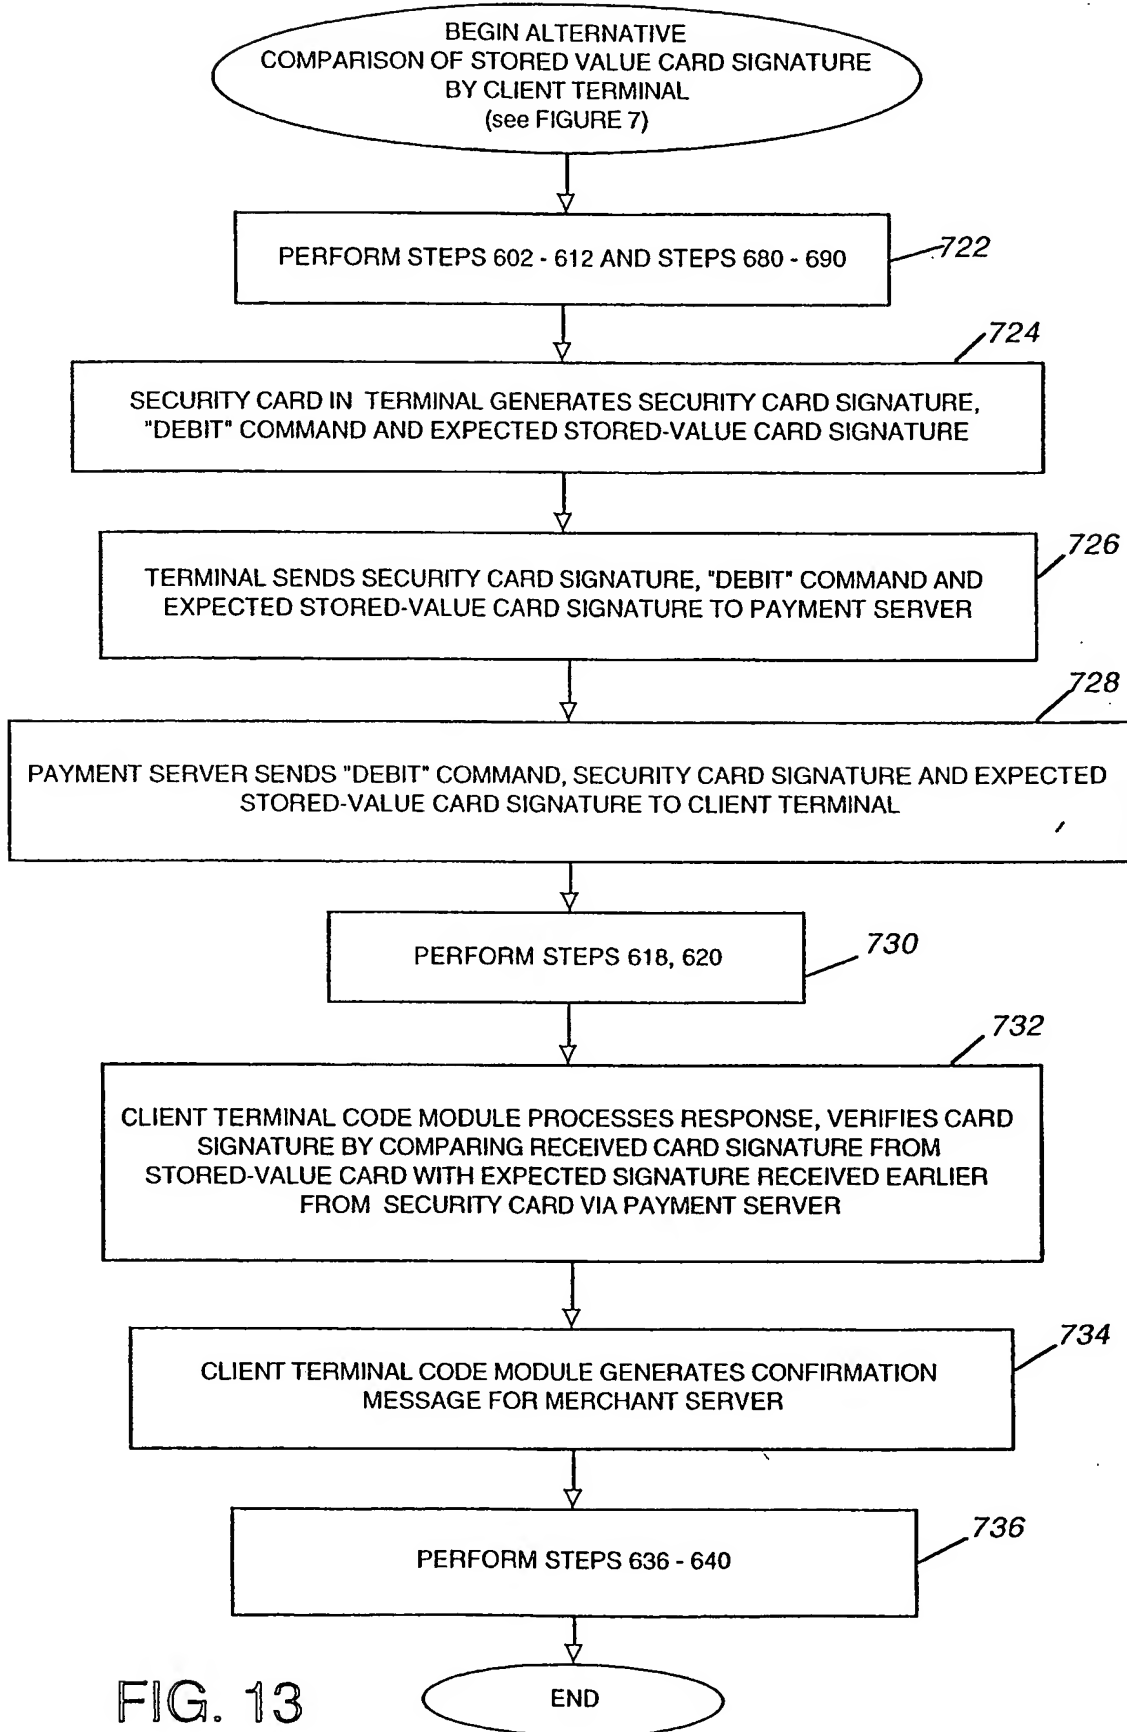 BEGIN ALTERNATIVE
COMPARISON OF STORED VALUE CARD SIGNATURE
BY CLIENT TERMINAL
(see FIGURE 7)
PERFORM STEPS 602 - 612 AND STEPS 680 - 690
722
724
SECURITY CARD IN TERMINAL GENERATES SECURITY CARD SIGNATURE,
"DEBIT" COMMAND AND EXPECTED STORED-VALUE CARD SIGNATURE
726
TERMINAL SENDS SECURITY CARD SIGNATURE, "DEBIT" COMMAND AND
EXPECTED STORED-VALUE CARD SIGNATURE TO PAYMENT SERVER
728
PAYMENT SERVER SENDS "DEBIT" COMMAND, SECURITY CARD SIGNATURE AND EXPECTED
STORED-VALUE CARD SIGNATURE TO CLIENT TERMINAL
730
PERFORM STEPS 618, 620
732
CLIENT TERMINAL CODE MODULE PROCESSES RESPONSE, VERIFIES CARD
SIGNATURE BY COMPARING RECEIVED CARD SIGNATURE FROM
STORED-VALUE CARD WITH EXPECTED SIGNATURE RECEIVED EARLIER
FROM SECURITY CARD VIA PAYMENT SERVER
734
CLIENT TERMINAL CODE MODULE GENERATES CONFIRMATION
MESSAGE FOR MERCHANT SERVER
736
PERFORM STEPS 636 - 640
END
FIG. 13